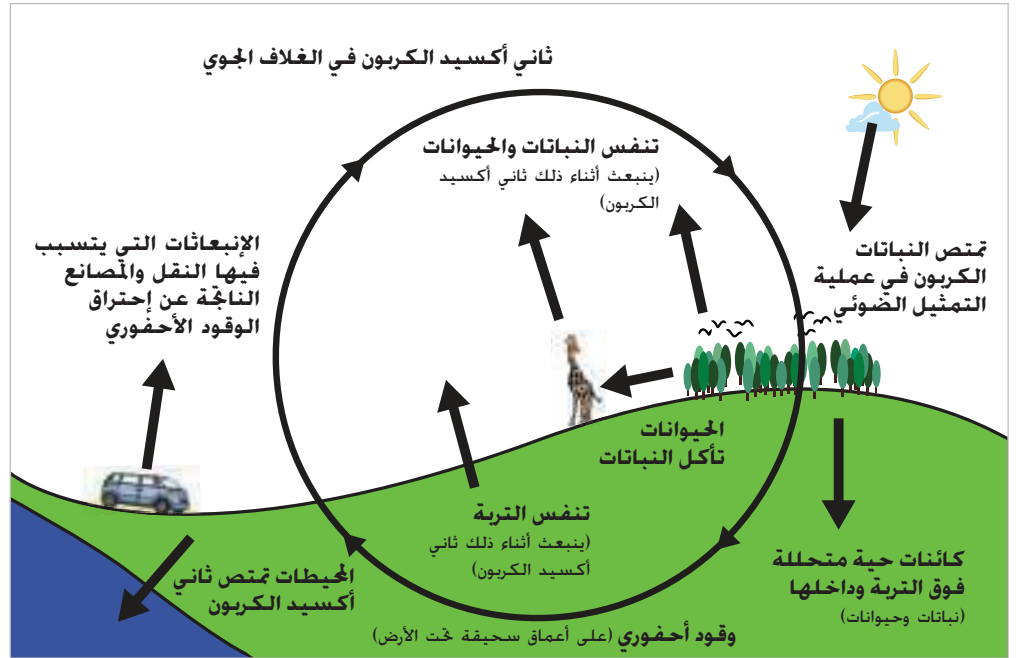 ثاني أكسيد الكربون في الغلاف الجوي
تنفس النباتات والحيوانات
(ينبعث أثناء ذلك ثاني أكسيد
الكربون)
تمتص النباتات
الكربون في عملية
التمثيل الضوئي
الإنبعاثات التي يتسبب
فيها النقل والمصانع
الناتجة عن إحتراق
الوقود الأحفوري
الحيوانات
تأكل النباتات
تنفس التربة
(ينبعث أثناء ذلك ثاني
أكسيد الكربون)
كائنات حية متحللة
فوق التربة وداخلها
(نباتات وحيوانات)
المحيطات تمتص ثاني
أكسيد الكربون
وقود أحفوري (على أعماق سحيقة تحت الأرض)